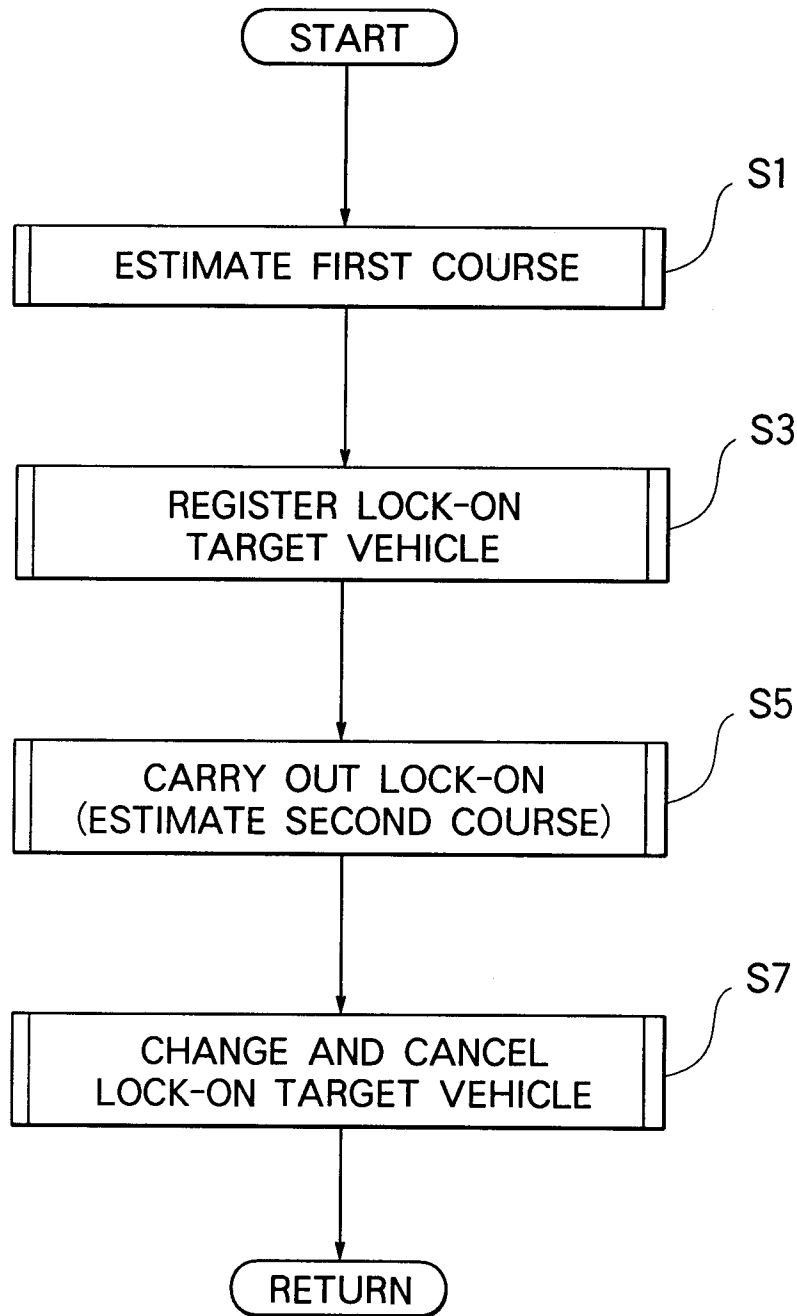 START
S1
ESTIMATE FIRST COURSE
S3
REGISTER LOCK-ON
TARGET VEHICLE
S5
CARRY OUT LOCK-ON
(ESTIMATE SECOND COURSE)
S7
CHANGE AND CANCEL
LOCK-ON TARGET VEHICLE
RETURN